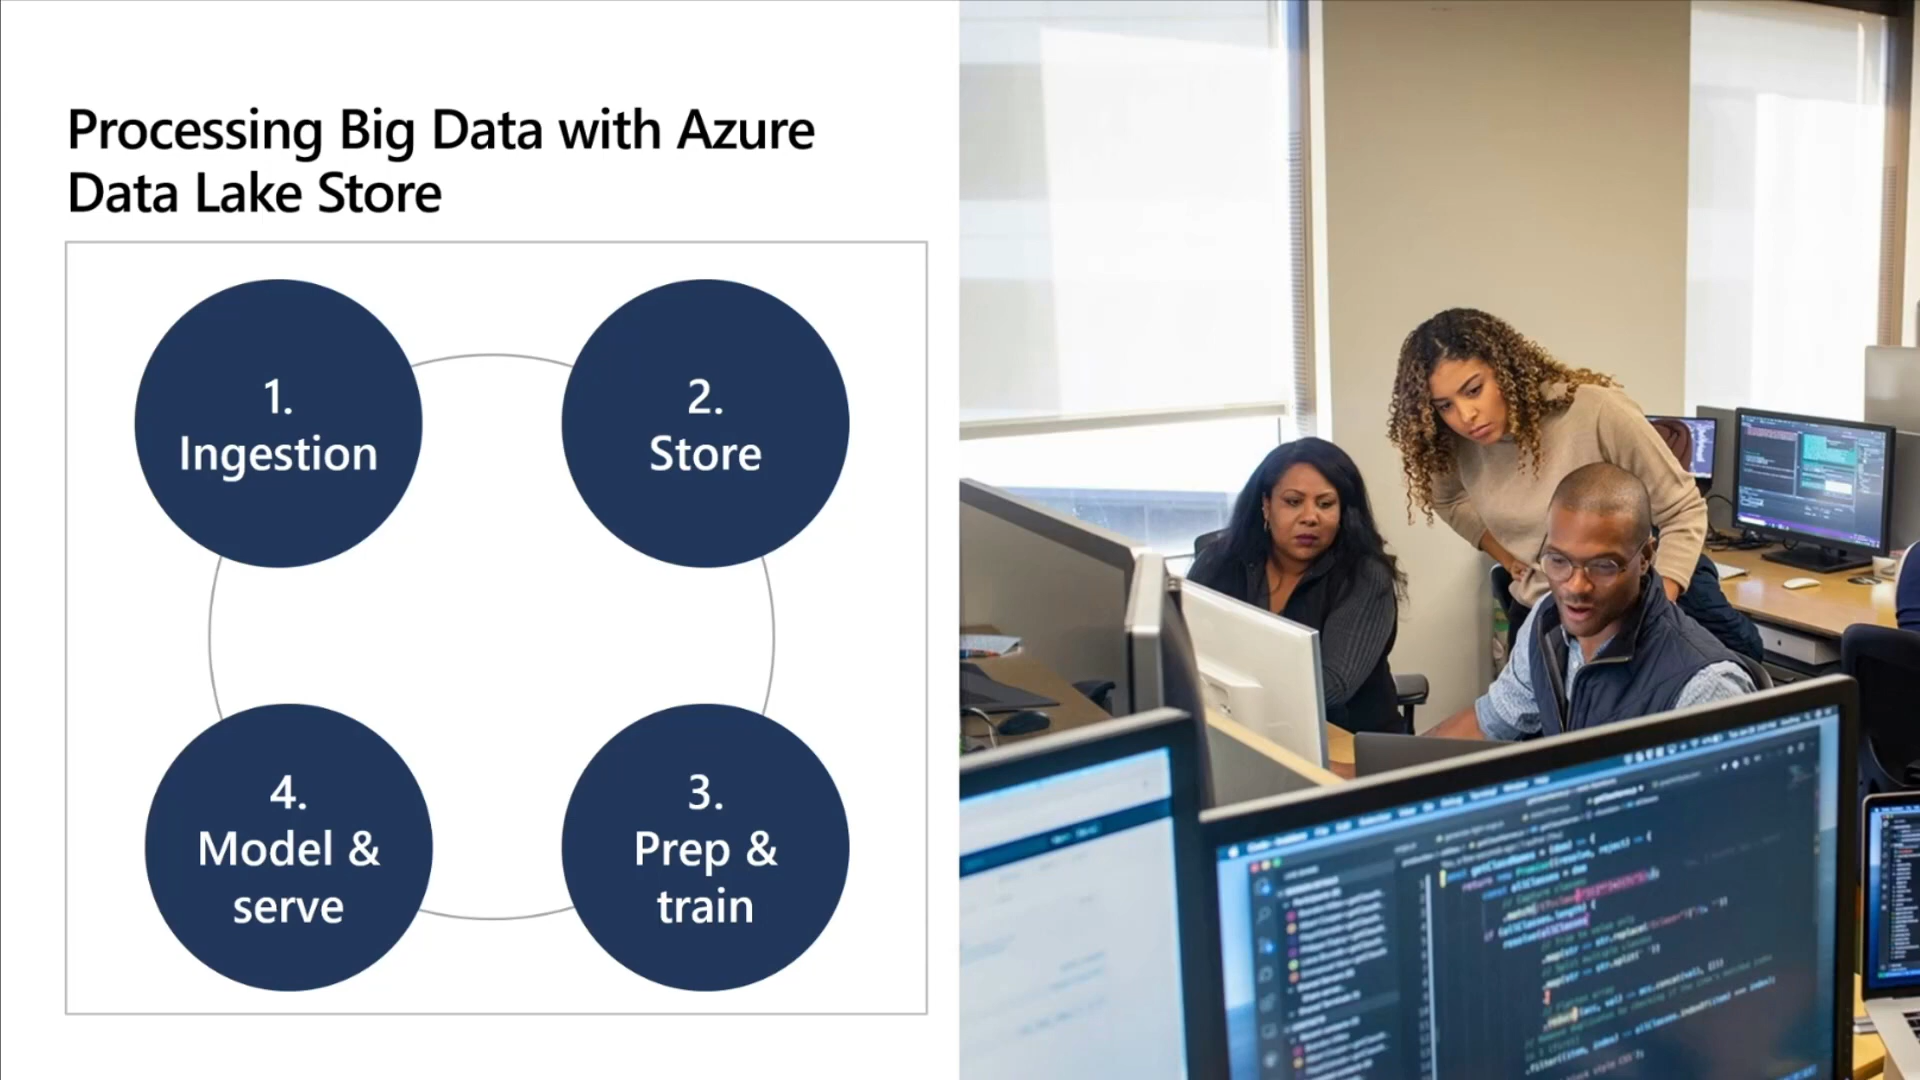 Processing Big Data with Azure
Data Lake Store
1.
Ingestion
2.
Store
4.
Model &
serve
3.
Prep &
train